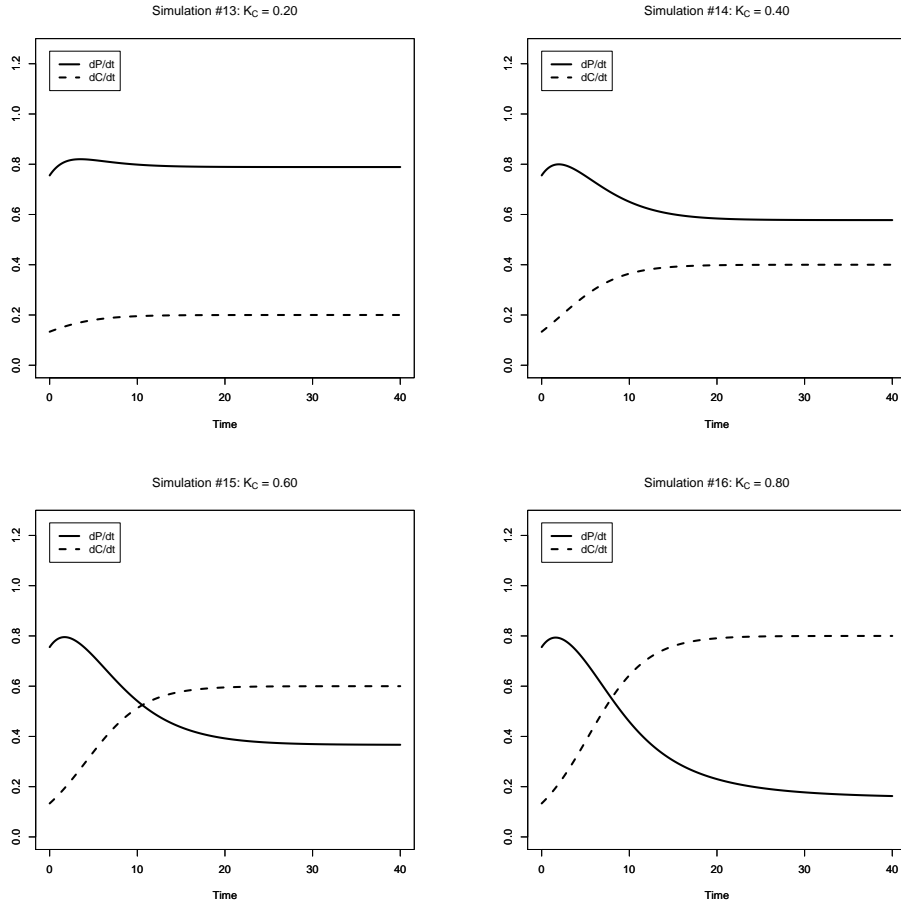 Simulation #13: K_C = 0.20
dP/dt
dC/dt
0.0 0.2 0.4 0.6 0.8 1.0 1.2
0 10 20 30 40
Time
Simulation #14: K_C = 0.40
dP/dt
dC/dt
0.0 0.2 0.4 0.6 0.8 1.0 1.2
0 10 20 30 40
Time
Simulation #15: K_C = 0.60
dP/dt
dC/dt
0.0 0.2 0.4 0.6 0.8 1.0 1.2
0 10 20 30 40
Time
Simulation #16: K_C = 0.80
dP/dt
dC/dt
0.0 0.2 0.4 0.6 0.8 1.0 1.2
0 10 20 30 40
Time